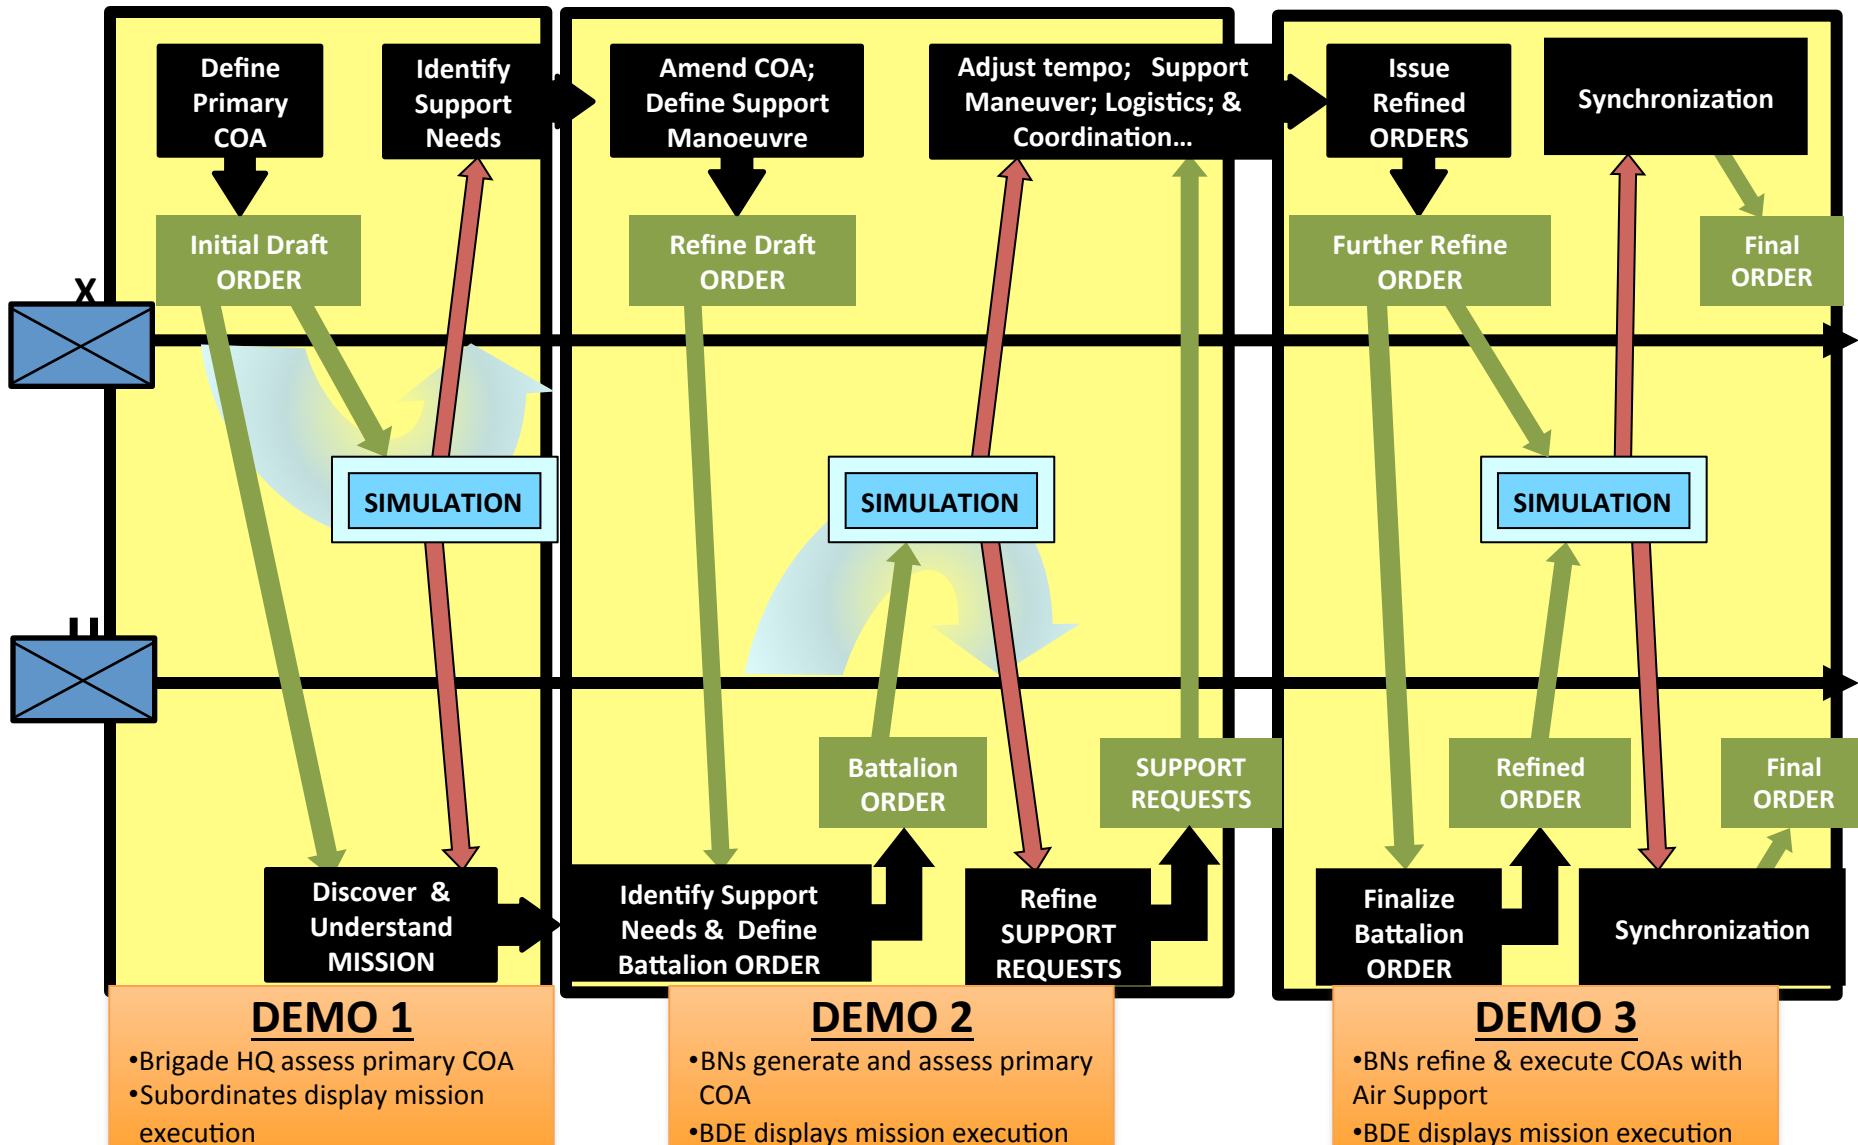 Define
Primary
COA
Identify
Support
Needs
Amend COA;
Define Support
Manoeuvre
Adjust tempo; Support
Maneuver; Logistics; &
Coordination...
Issue
Refined
ORDERS
Synchronization
Initial Draft
ORDER
Refine Draft
ORDER
Further Refine
ORDER
Final
ORDER
X
SIMULATION
SIMULATION
SIMULATION
II
Battalion
ORDER
SUPPORT
REQUESTS
Refined
ORDER
Final
ORDER
Discover & 
Understand
MISSION
Identify Support
Needs & Define
Battalion ORDER
Refine
SUPPORT
REQUESTS
Finalize
Battalion
ORDER
Synchronization
DEMO 1
•Brigade HQ assess primary COA
•Subordinates display mission
execution
DEMO 2
•BNs generate and assess primary
COA
•BDE displays mission execution
DEMO 3
•BNs refine & execute COAs with
Air Support
•BDE displays mission execution